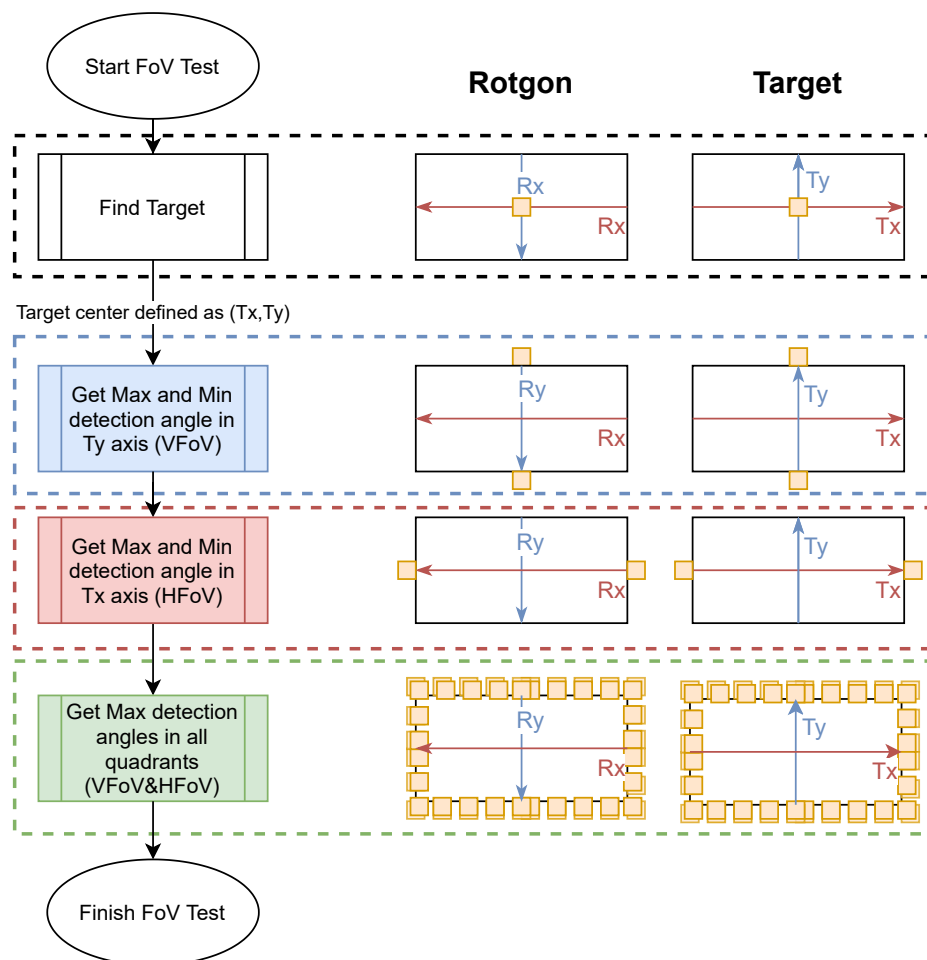 Start FoV Test
Rotgon
Target
Find Target
Rx
Rx
Ty
Tx
Target center defined as (Tx,Ty)
Get Max and Min
detection angle in
Ty axis (VFoV)
Ry
Rx
Ty
Tx
Get Max and Min
detection angle in
Tx axis (HFoV)
Ry
Rx
Ty
Tx
Get Max detection
angles in all
quadrants
(VFoV&HFoV)
Ry
Rx
Ty
Tx
Finish FoV Test